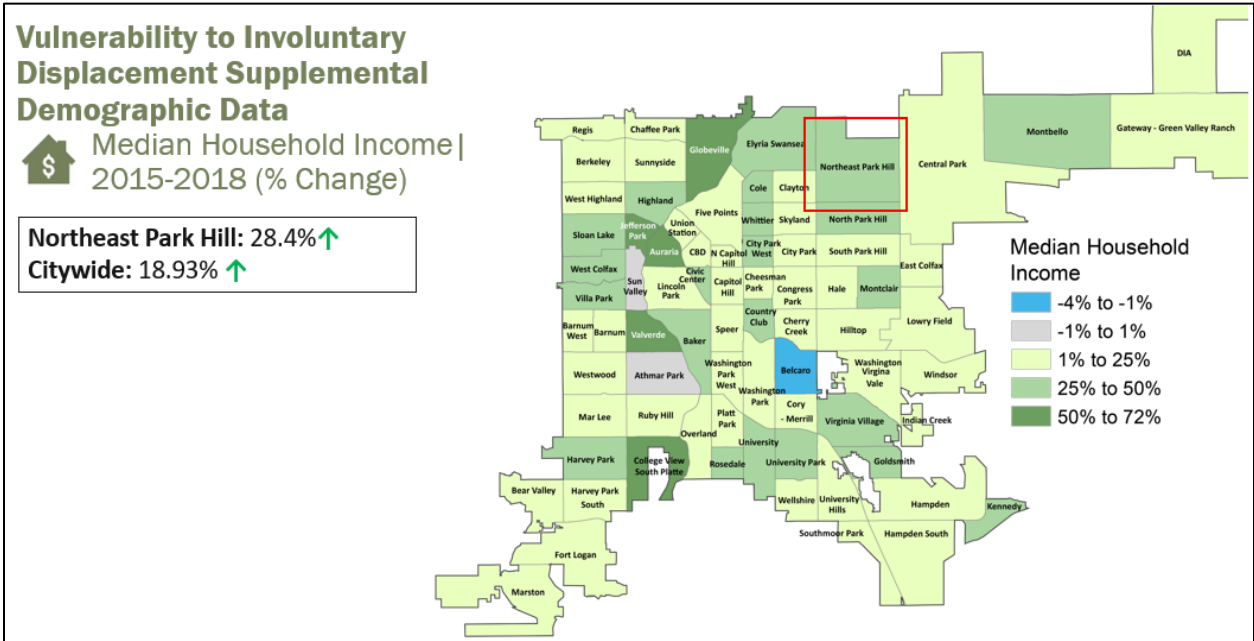 Vulnerability to Involuntary
Displacement Supplemental
Demographic Data
$
Median Household Income|
2015-2018 (% Change)
Northeast Park Hill: 28.4%↑
Citywide: 18.93% ↑
DIA
Regis
Chaffee Park
Globeville
Elyria Swansea
Montbello
Gateway - Green Valley Ranch
Berkeley
Sunnyside
Northeast Park Hill
Central Park
West Highland
Highland
Cole
Clayton
Five Points
Whittier
Skyland
North Park Hill
Sloan Lake
Jefferson
Park
Union
Station
Auraria
CBD
N Capitol
Hill
City Park
West
City Park
South Park Hill
East Colfax
West Colfax
Sun
Valley
Lincoln
Park
Civic
Center
Capitol
Hill
Cheesman
Park
Congress
Park
Hale
Montclair
Villa Park
Barnum
West
Barnum
Valverde
Baker
Speer
Country
Club
Cherry
Creek
Hilltop
Lowry Field
Westwood
Athmar Park
Washington
Park
West
Washington
Park
Belcaro
Washington
Virgina
Vale
Windsor
Mar Lee
Ruby Hill
Overland
Platt
Park
Cory
- Merrill
Virginia Village
Indian Creek
Harvey Park
College View
South Platte
Rosedale
University
University Park
Goldsmith
Bear Valley
Harvey Park
South
Wellshire
University
Hills
Hampden
Kennedy
Southmoor Park
Hampden South
Fort Logan
Marston
Median Household
Income
-4% to -1%
-1% to 1%
1% to 25%
25% to 50%
50% to 72%